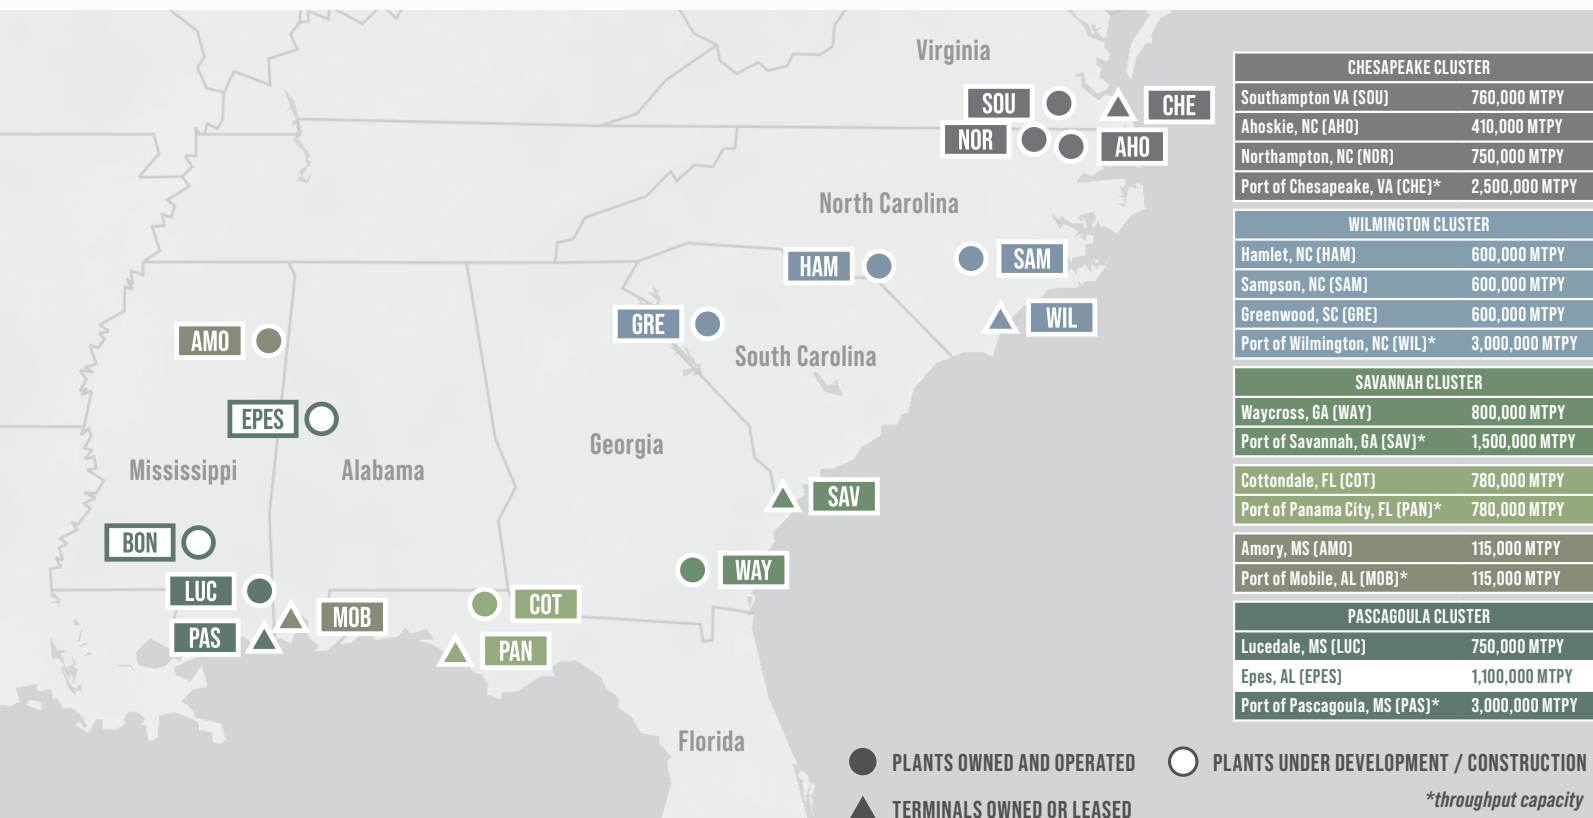 Virginia
SOU
CHE
NOR
AHO
North Carolina
HAM
SAM
GRE
WIL
AMO
South Carolina
EPES
Georgia
Mississippi
Alabama
SAV
BON
WAY
LUC
COT
MOB
PAS
PAN
Florida
CHESAPEAKE CLUSTER
Southampton VA (SOU) 760,000 MTPY
Ahoskie, NC (AHO) 410,000 MTPY
Northampton, NC (NOR) 750,000 MTPY
Port of Chesapeake, VA (CHE)* 2,500,000 MTPY
WILMINGTON CLUSTER
Hamlet, NC (HAM) 600,000 MTPY
Sampson, NC (SAM) 600,000 MTPY
Greenwood, SC (GRE) 600,000 MTPY
Port of Wilmington, NC (WIL)* 3,000,000 MTPY
SAVANNAH CLUSTER
Waycross, GA (WAY) 800,000 MTPY
Port of Savannah, GA (SAV)* 1,500,000 MTPY
Cottondale, FL (COT) 780,000 MTPY
Port of Panama City, FL (PAN)* 780,000 MTPY
Amory, MS (AMO) 115,000 MTPY
Port of Mobile, AL (MOB)* 115,000 MTPY
PASCAGOULA CLUSTER
Lucedale, MS (LUC) 750,000 MTPY
Epes, AL (EPES) 1,100,000 MTPY
Port of Pascagoula, MS (PAS)* 3,000,000 MTPY
PLANTS OWNED AND OPERATED
PLANTS UNDER DEVELOPMENT / CONSTRUCTION
TERMINALS OWNED OR LEASED
*throughput capacity